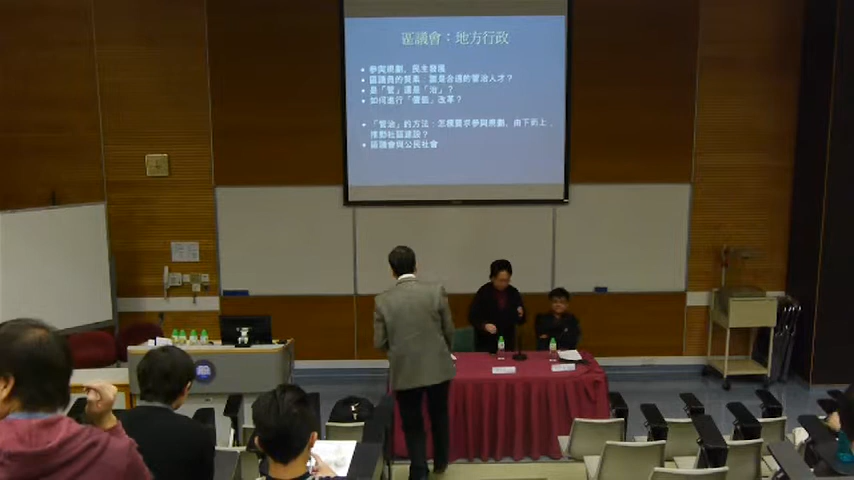 區議會：地方行政
• 參與規劃、民主發展
• 區議員的質素：誰是合適的管治人才？
• 是「管」還是「治」？
• 如何進行「價值」改革？
• 「管治」的方法：怎樣要求參與規劃、由下而上，
推動社區建設？
• 區議會與公民社會